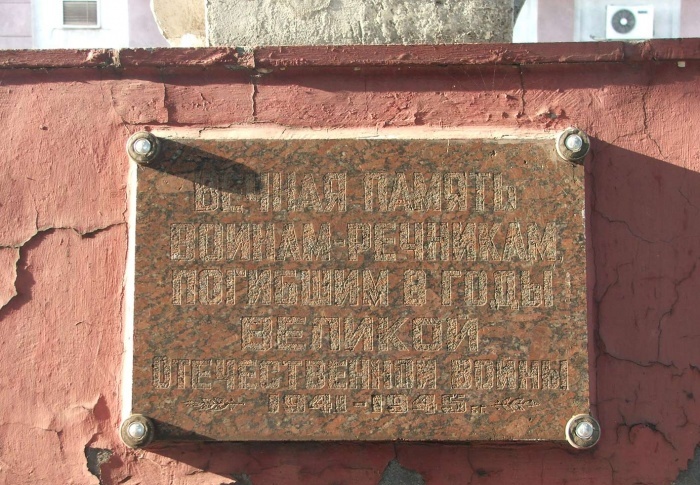 ВЕЧНАЯ ПАМЯТЬ
ВОИНАМ-РЕЧНИКАМ,
ПОГИБШИМ В ГОДЫ
ВЕЛИКОЙ
ОТЕЧЕСТВЕННОЙ ВОЙНЫ
1941-1945гг